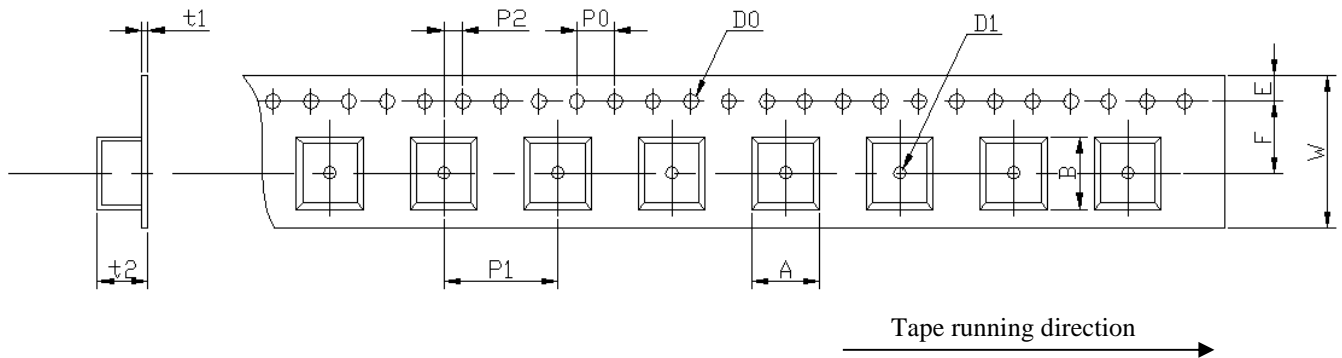 t1
P2
P0
D0
D1
E
F
W
B
t2
P1
A
Tape running direction